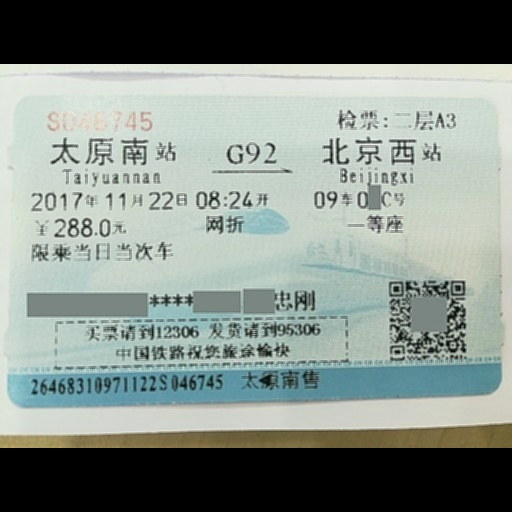 S046745 检票:二层A3
太原南站 G92 北京西站
Taiyuannan Beijingxi
2017年11月22日08:24开 09车0 C号
￥288.0元 网折 一等座
限乘当日当次车
**** 忠刚
买票请到12306 发货请到95306
中国铁路祝您旅途愉快
26468310971122S046745 太原南售